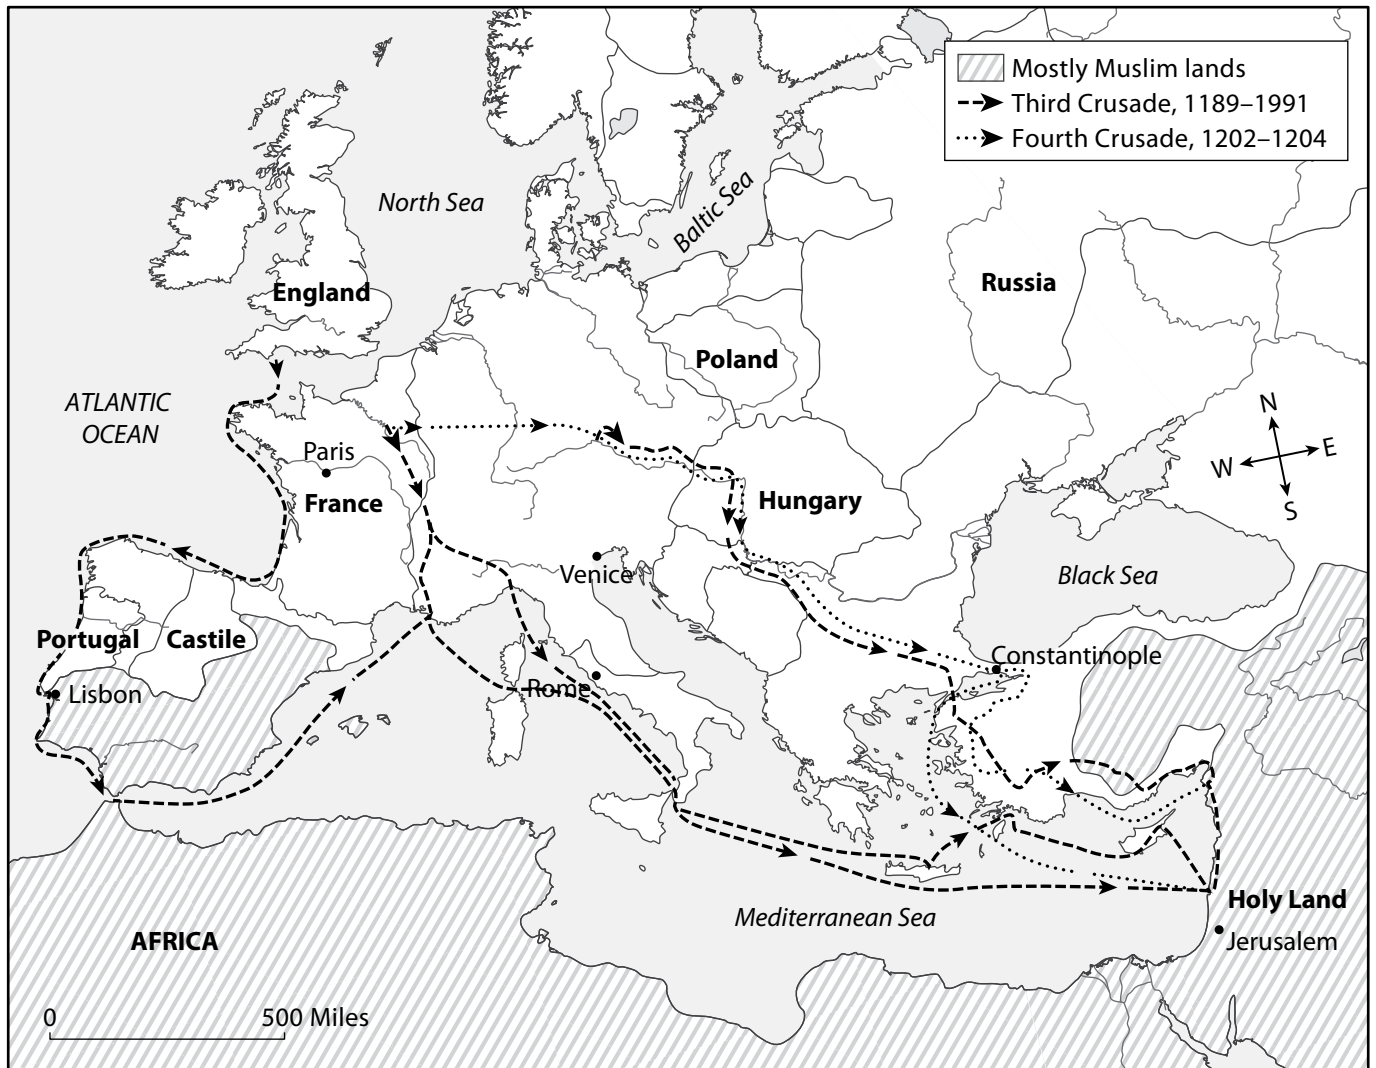 Mostly Muslim lands
Third Crusade, 1189–1991
Fourth Crusade, 1202–1204
North Sea
Baltic Sea
England
Russia
Poland
ATLANTIC
OCEAN
N
W
E
S
Paris
France
Hungary
Venice
Black Sea
Portugal
Castile
Constantinople
Lisbon
Rome
Holy Land
Mediterranean Sea
AFRICA
Jerusalem
0
500 Miles